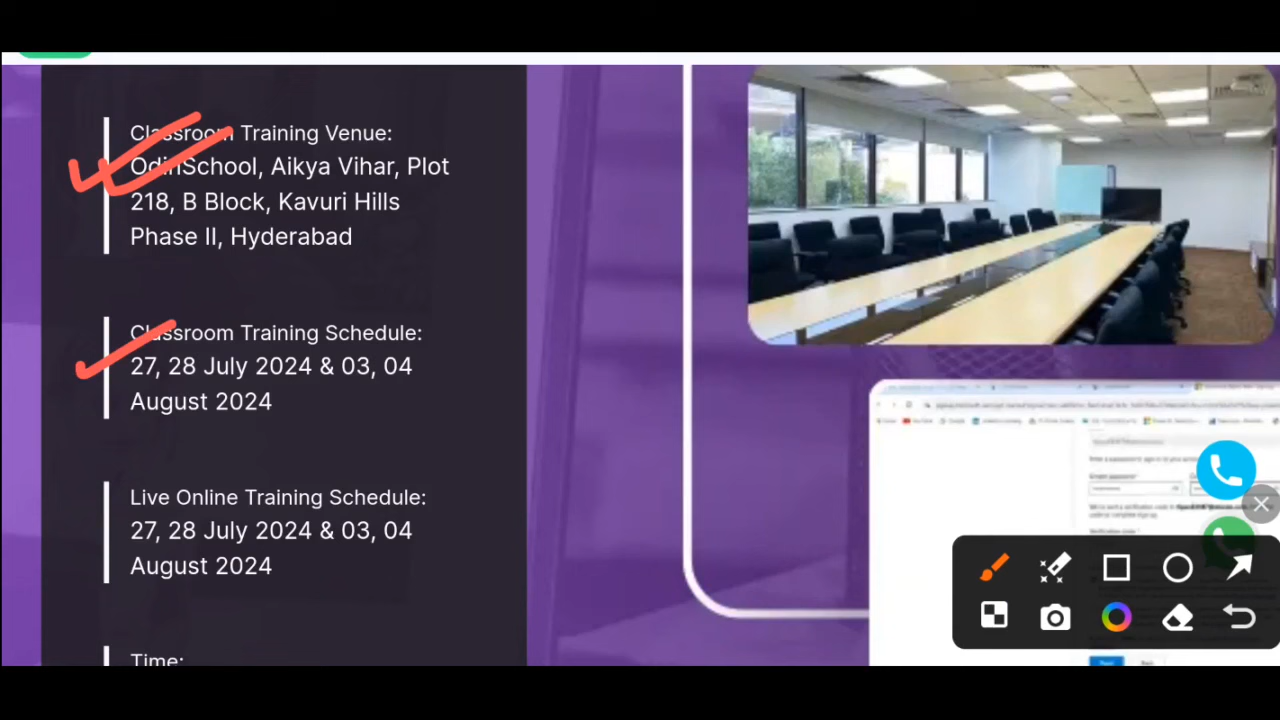 Classroom Training Venue:
OdinSchool, Aikya Vihar, Plot
218, B Block, Kavuri Hills
Phase II, Hyderabad
Classroom Training Schedule:
27, 28 July 2024 & 03, 04
August 2024
Live Online Training Schedule:
27, 28 July 2024 & 03, 04
August 2024
Time: